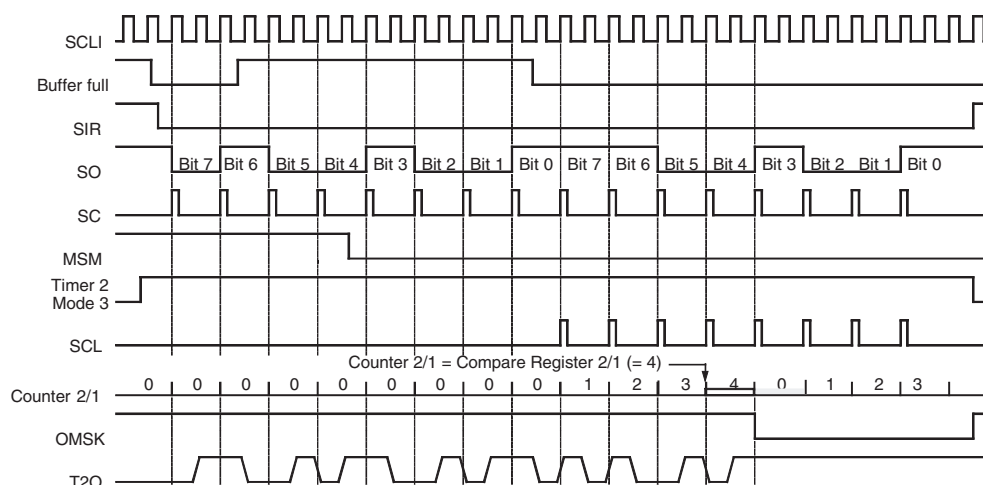 SCLI
Buffer full
SIR
SO
Bit 7 Bit 6 Bit 5 Bit 4 Bit 3 Bit 2 Bit 1 Bit 0 Bit 7 Bit 6 Bit 5 Bit 4 Bit 3 Bit 2 Bit 1 Bit 0
SC
MSM
Timer 2
Mode 3
SCL
Counter 2/1 = Compare Register 2/1 (= 4)
Counter 2/1
0 0 0 0 0 0 0 0 0 1 2 3 4 0 1 2 3
OMSK
T2O